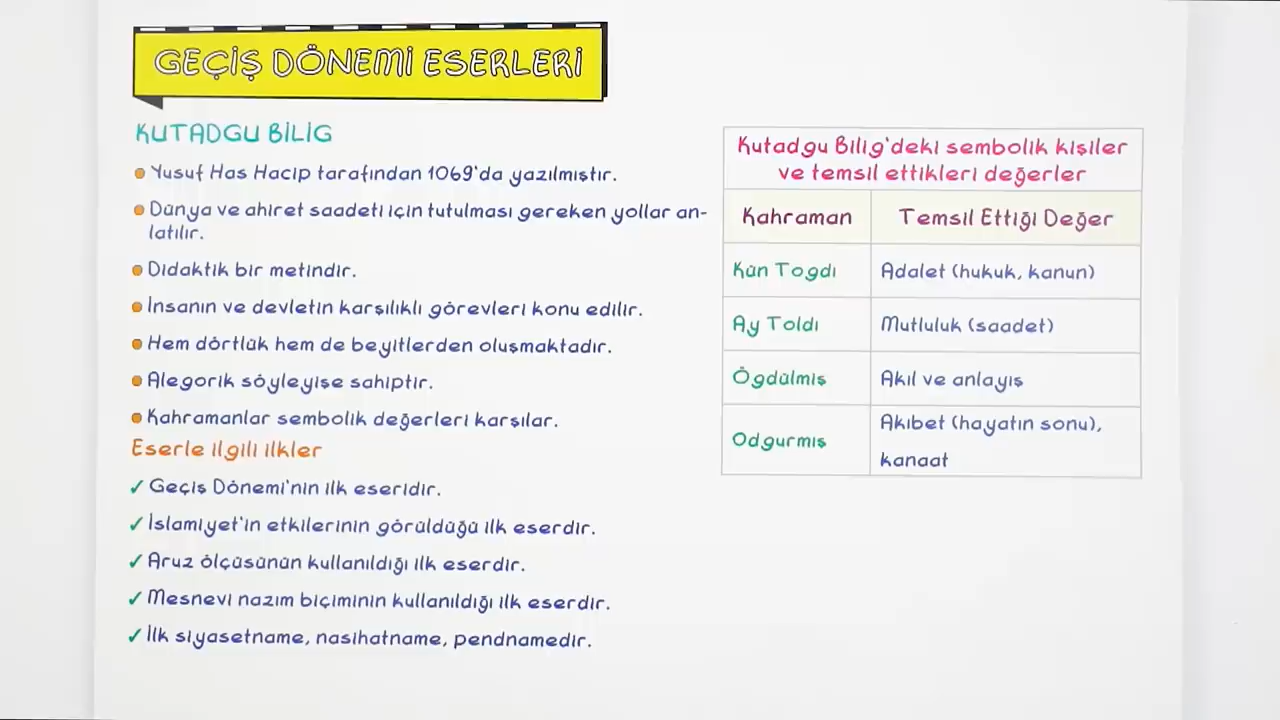 GEÇİŞ DÖNEMİ ESERLERİ
KUTADGU BİLİG
Yusuf Has Hacip tarafından 1069'da yazılmıştır.
Dünya ve ahiret saadeti için tutulması gereken yollar an-
latılır.
Didaktik bir metindir.
İnsanın ve devletin karşılıklı görevleri konu edilir.
Hem dörtlük hem de beyitlerden oluşmaktadır.
Alegorik söyleyişe sahiptir.
Kahramanlar sembolik değerleri karşılar.
Eserle ilgili ilkler
✓ Geçiş Dönemi'nin ilk eseridir.
✓ İslamiyet'in etkilerinin görüldüğü ilk eserdir.
✓ Aruz ölçüsünün kullanıldığı ilk eserdir.
✓ Mesnevi nazım biçiminin kullanıldığı ilk eserdir.
✓ İlk siyasetname, nasihatname, pendnamedir.
Kutadgu Bilig'deki sembolik kişiler
ve temsil ettikleri değerler
Kahraman Temsil Ettiği Değer
Kün Togdı Adalet (hukuk, kanun)
Ay Toldı Mutluluk (saadet)
Ögdülmiş Akıl ve anlayış
Odgurmış Akıbet (hayatın sonu),
kanaat